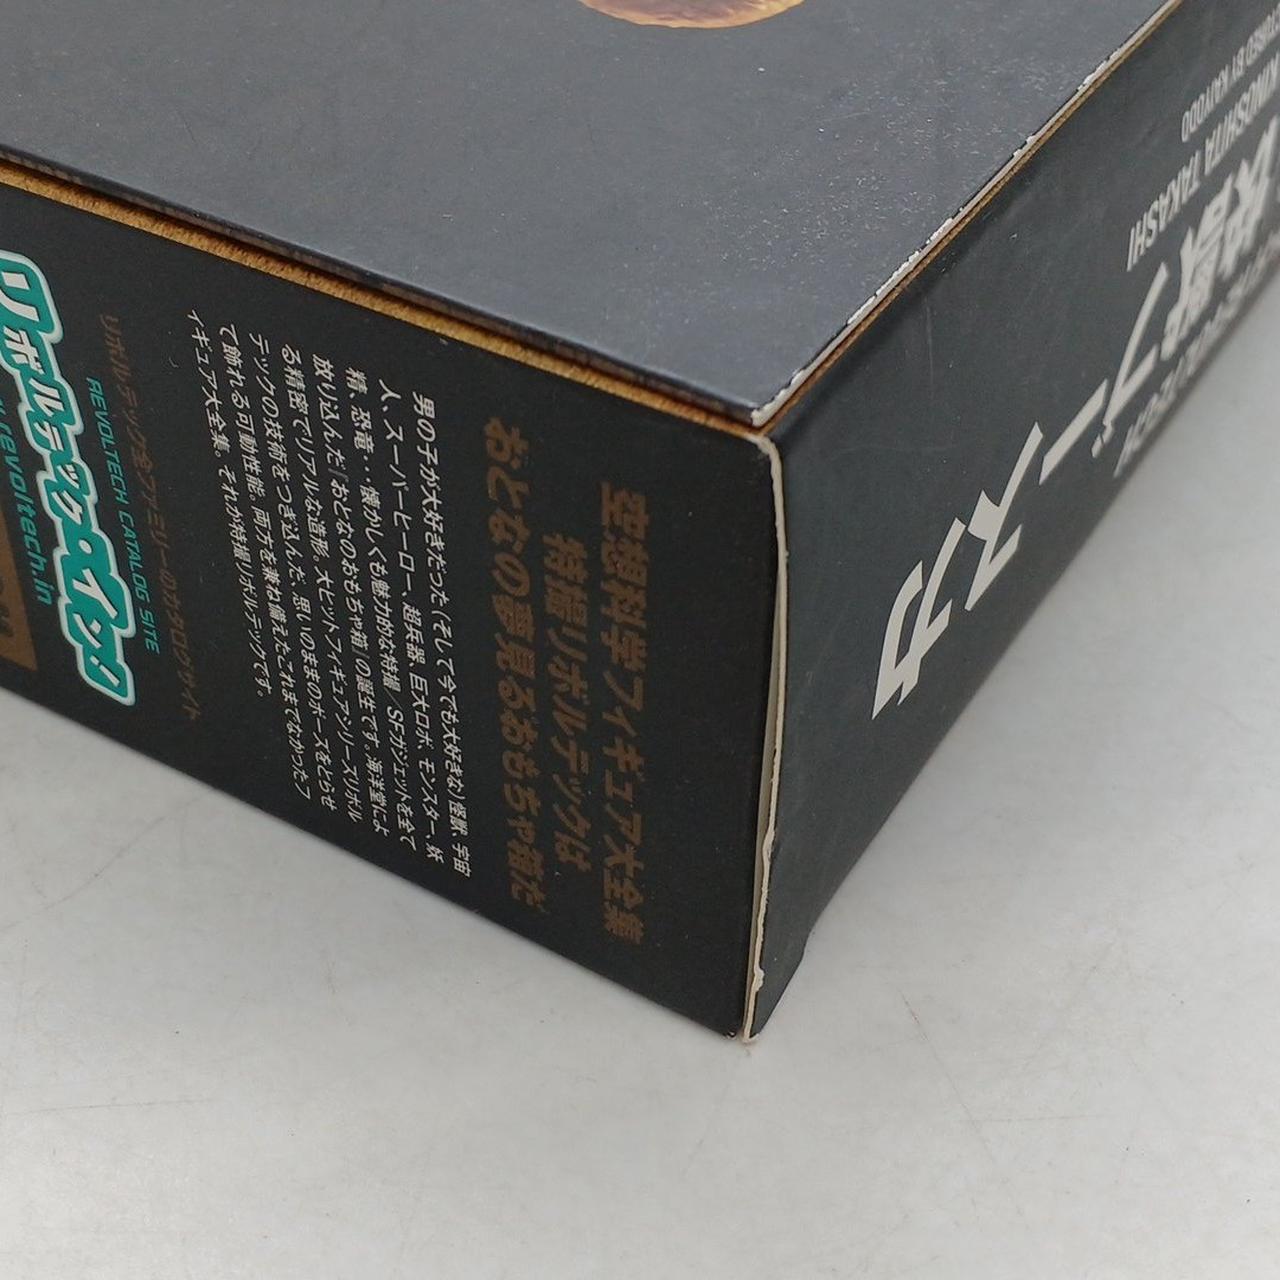 空想科学フィギュア大全集
特撮リボルテックは
おとなの夢見るおもちゃ箱だ
男の子が大好きだった(そして今でも大好きな)怪獣、宇宙
人、スーパーヒーロー、超兵器、巨大ロボ、モンスター、妖
精、恐竜・・懐かしくも魅力的な特撮/SFガジェットを全て
放り込んだ「おとなのおもちゃ箱」の誕生です。海洋堂によ
る精密でリアルな造形。大ヒットフィギュアシリーズリボル
テックの技術をつぎ込んだ、思いのままのポーズをとらせ
て飾れる可動性能。両方を兼ね備えたこれまでなかったフ
ィギュア大全集。それが特撮リボルテックです。
リボルテック全ファミリーのカタログサイト
REVOLTECH CATALOG SITE
リボルテック・イン!
revoltech.in
KINOSHITA TAKASHI
BY KAIYODO